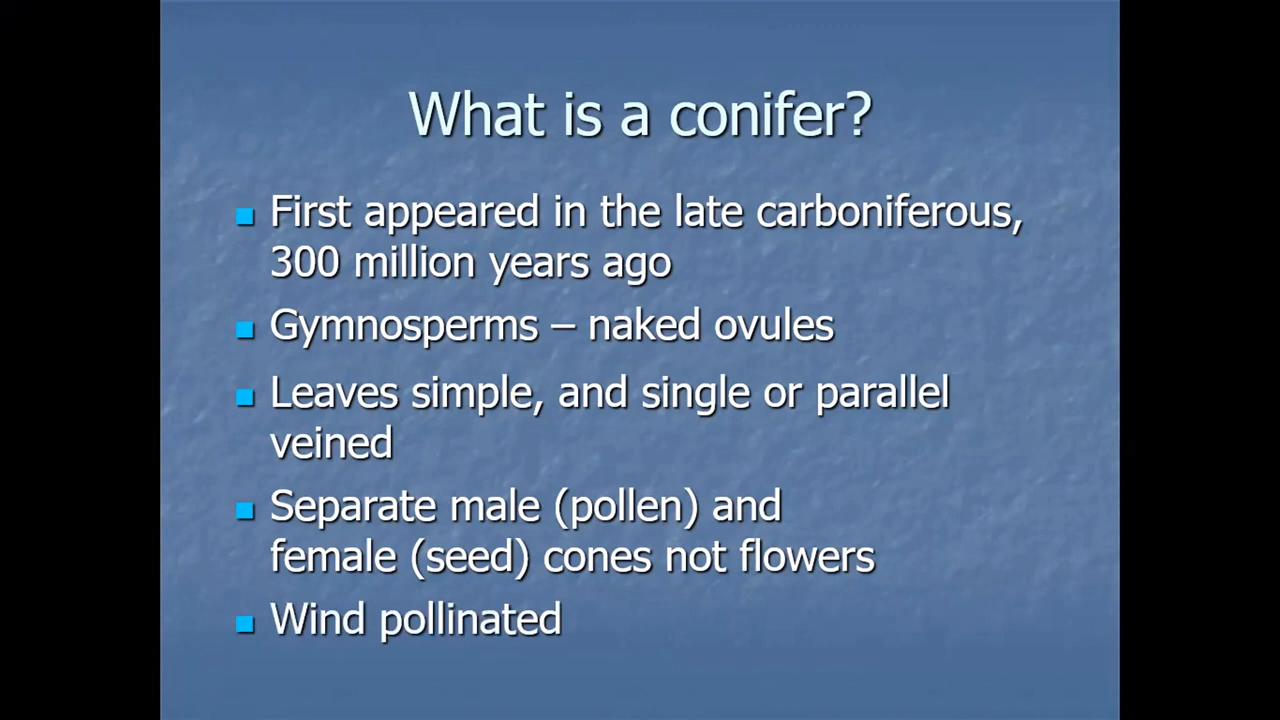 What is a conifer?
First appeared in the late carboniferous,
300 million years ago
Gymnosperms – naked ovules
Leaves simple, and single or parallel
veined
Separate male (pollen) and
female (seed) cones not flowers
Wind pollinated